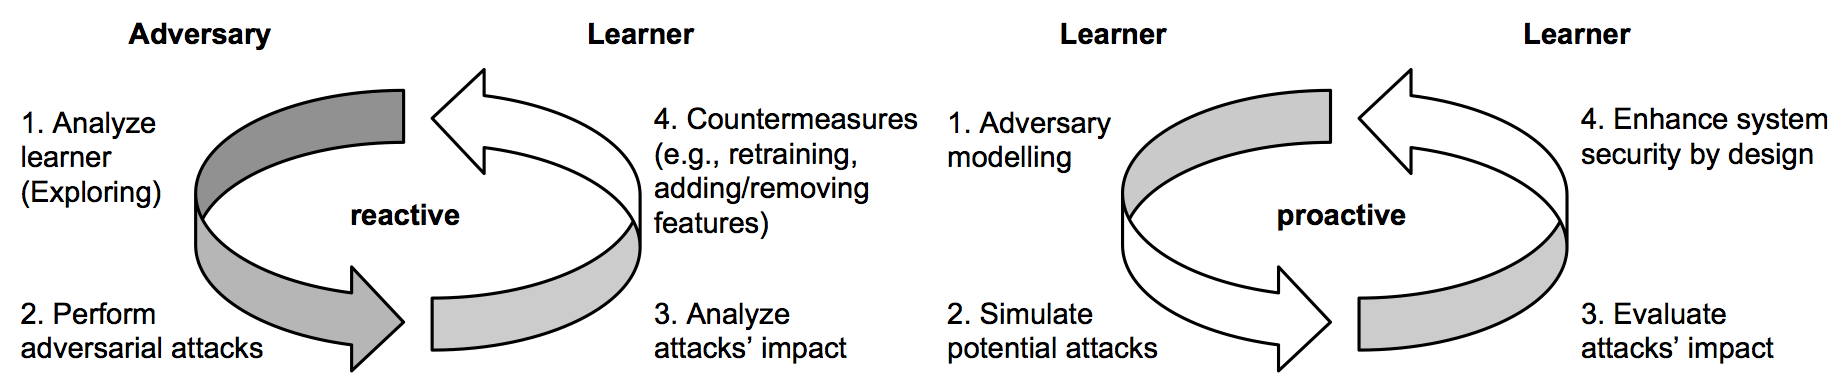 Adversary
Learner
1. Analyze
learner
(Exploring)
4. Countermeasures
(e.g., retraining,
adding/removing
features)
reactive
2. Perform
adversarial attacks
3. Analyze
attacks’ impact
Learner
Learner
1. Adversary
modelling
4. Enhance system
security by design
proactive
2. Simulate
potential attacks
3. Evaluate
attacks’ impact